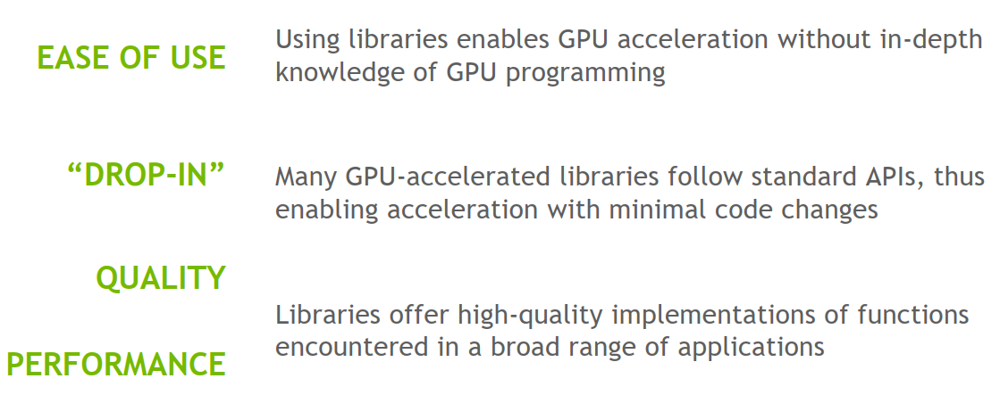 EASE OF USE
Using libraries enables GPU acceleration without in-depth
knowledge of GPU programming
“DROP-IN”
Many GPU-accelerated libraries follow standard APIs, thus
enabling acceleration with minimal code changes
QUALITY
Libraries offer high-quality implementations of functions
encountered in a broad range of applications
PERFORMANCE